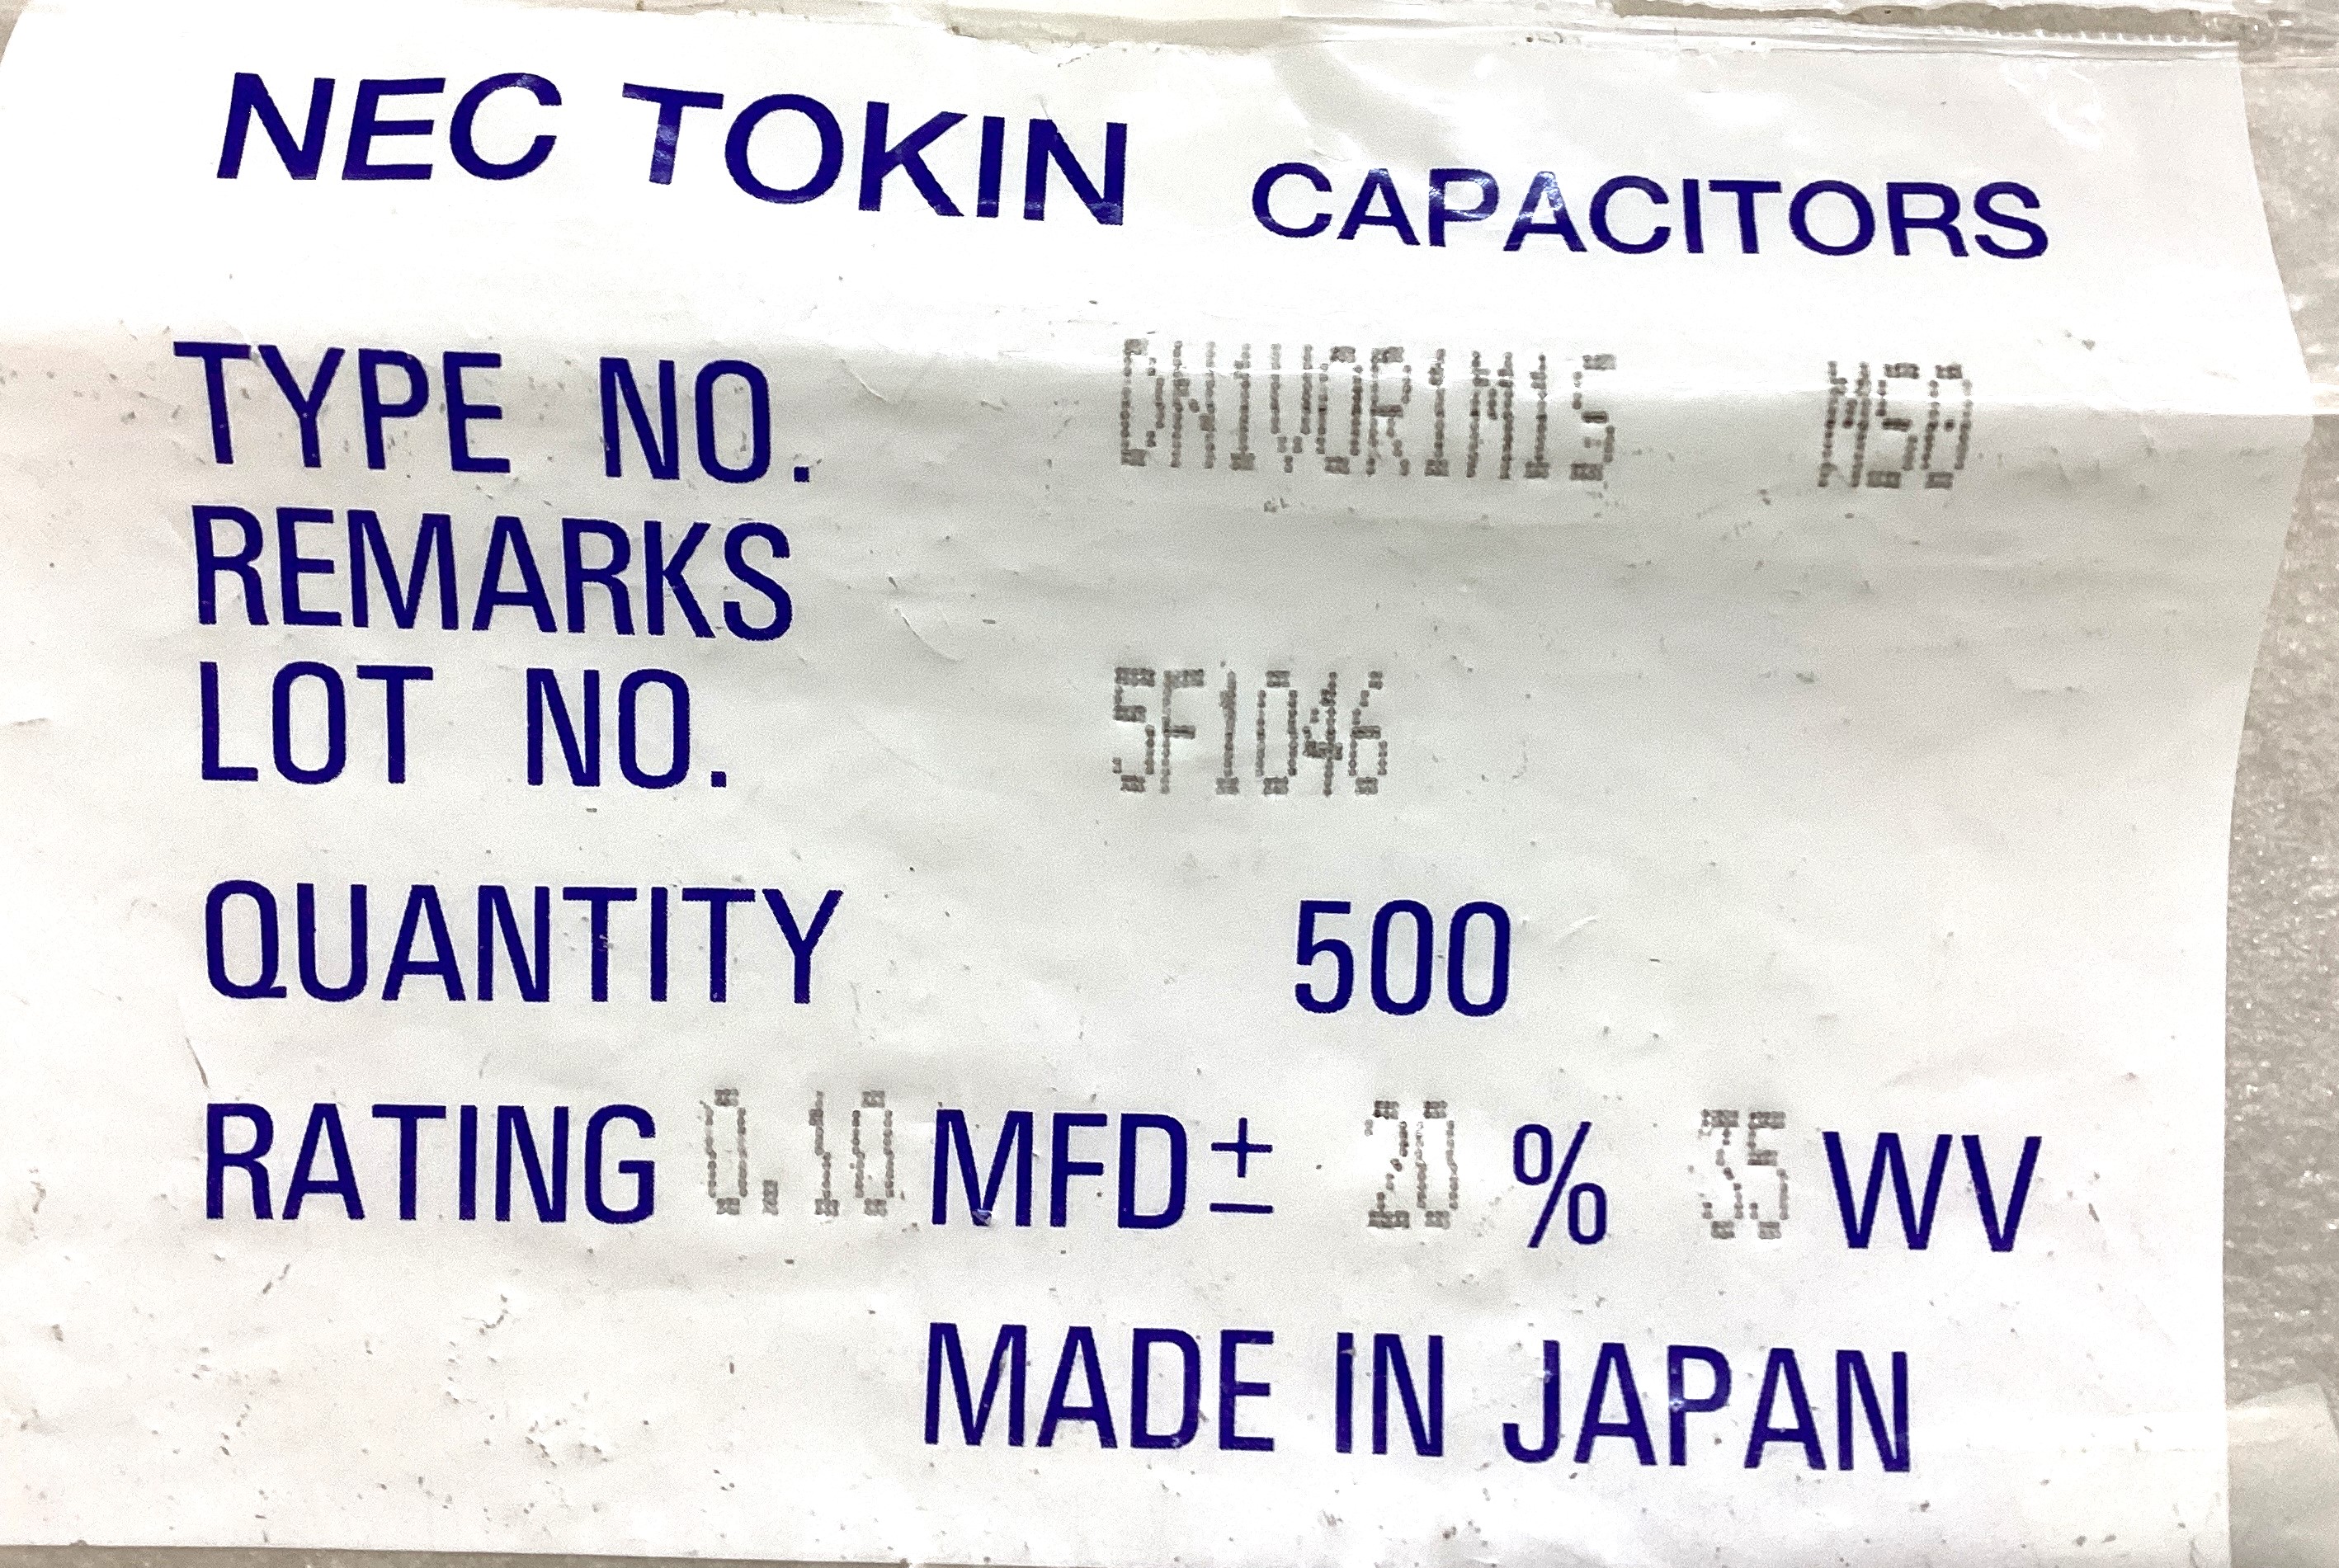 NEC TOKIN CAPACITORS
TYPE NO. DN1V0R1M1S
REMARKS
LOT NO. 5F1046
QUANTITY 500
RATING 0.10 MFD ± 20 % 35 WV
MADE IN JAPAN